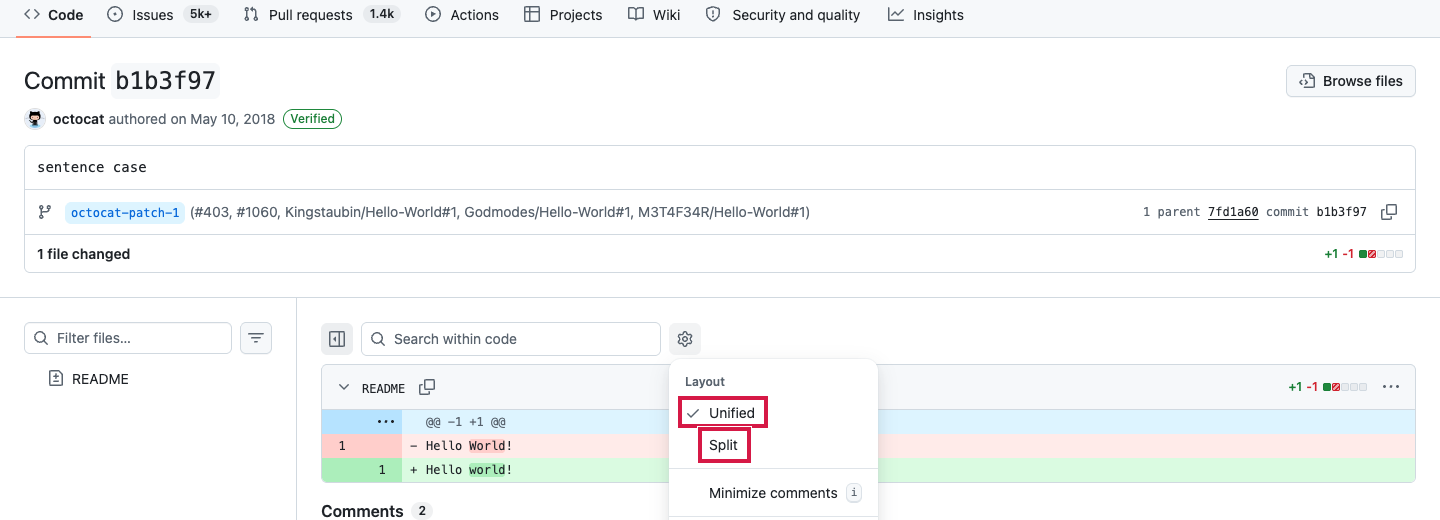 Code Issues 5k+ Pull requests 1.4k Actions Projects Wiki Security and quality Insights
Commit b1b3f97 Browse files
octocat authored on May 10, 2018 Verified
sentence case
octocat-patch-1 (#403, #1060, Kingstaubin/Hello-World#1, Godmodes/Hello-World#1, M3T4F34R/Hello-World#1) 1 parent 7fd1a60 commit b1b3f97
1 file changed +1 -1
Filter files…
README
Search within code
README +1 -1
@@ -1 +1 @@
1 - Hello World!
1 + Hello world!
Layout
Unified
Split
Minimize comments i
Comments 2